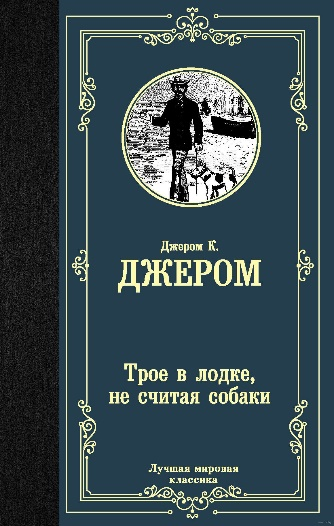 Джером К.
ДЖЕРОМ
Трое в лодке,
не считая собаки
Лучшая мировая
классика